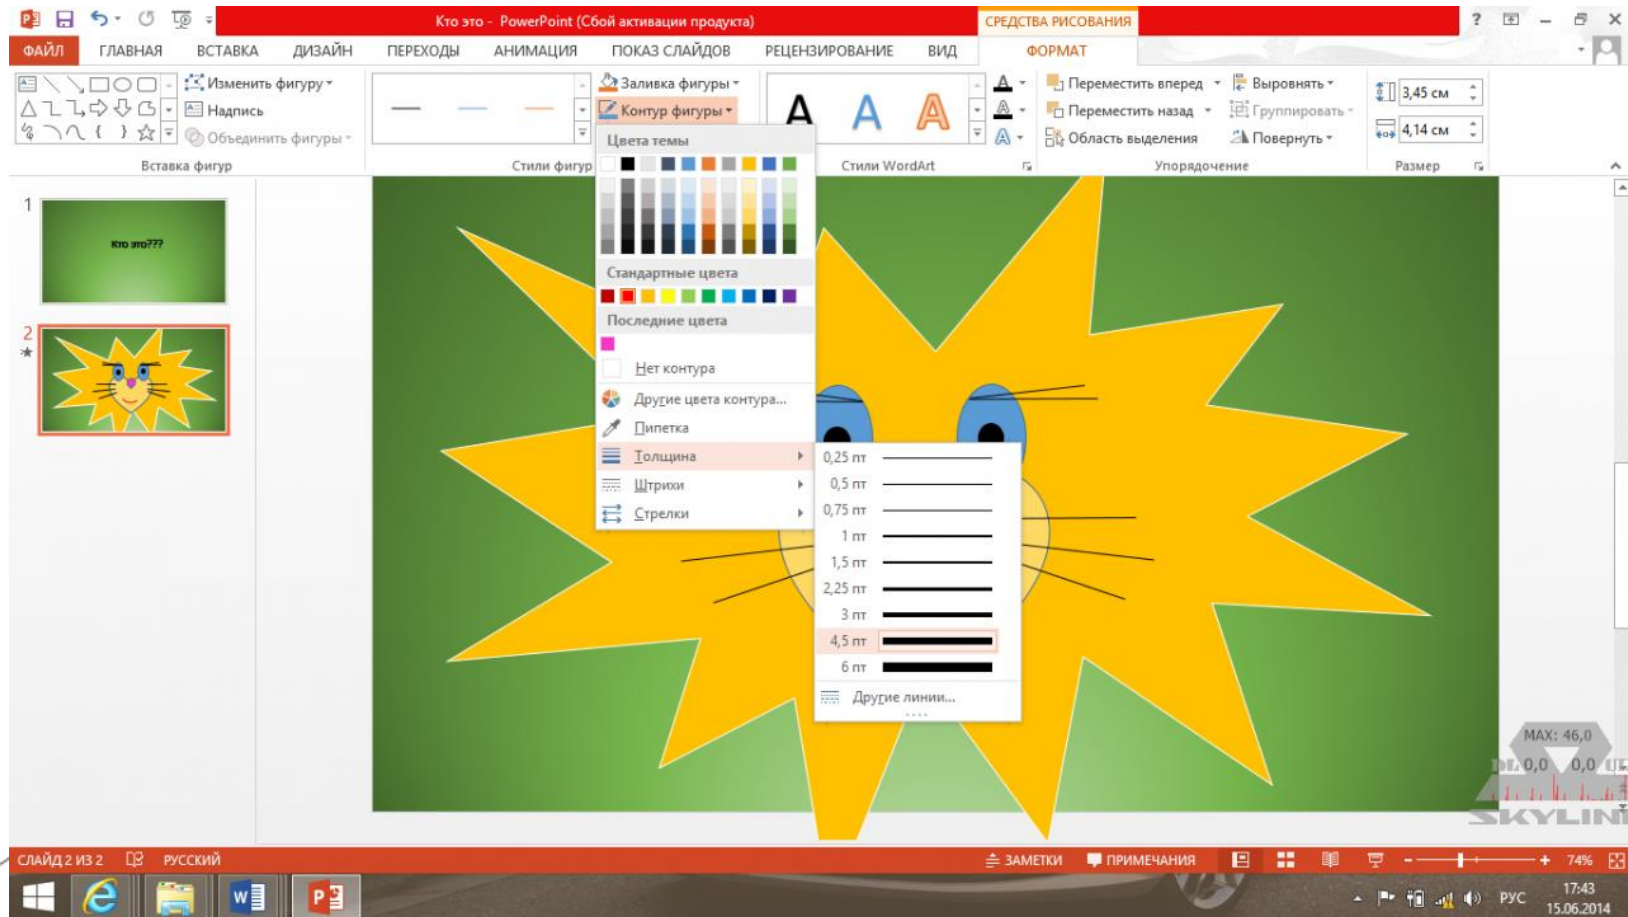 Кто это - PowerPoint (Сбой активации продукта)
СРЕДСТВА РИСОВАНИЯ
ФАЙЛ ГЛАВНАЯ ВСТАВКА ДИЗАЙН ПЕРЕХОДЫ АНИМАЦИЯ ПОКАЗ СЛАЙДОВ РЕЦЕНЗИРОВАНИЕ ВИД ФОРМАТ
Изменить фигуру
Надпись
Объединить фигуры
Вставка фигур
Заливка фигуры
Контур фигуры
Стили фигур
A A A
Стили WordArt
Переместить вперед
Переместить назад
Область выделения
Выровнять
Группировать
Повернуть
Упорядочение
3,45 см
4,14 см
Размер
Цвета темы
Стандартные цвета
Последние цвета
Нет контура
Другие цвета контура...
Пипетка
Толщина
Штрихи
Стрелки
0,25 пт
0,5 пт
0,75 пт
1 пт
1,5 пт
2,25 пт
3 пт
4,5 пт
6 пт
Другие линии...
1
Кто это???
2
MAX: 46,0
DL 0,0 0,0
SKYLIN
СЛАЙД 2 ИЗ 2 РУССКИЙ ЗАМЕТКИ ПРИМЕЧАНИЯ 74%
РУС
17:43
15.06.2014